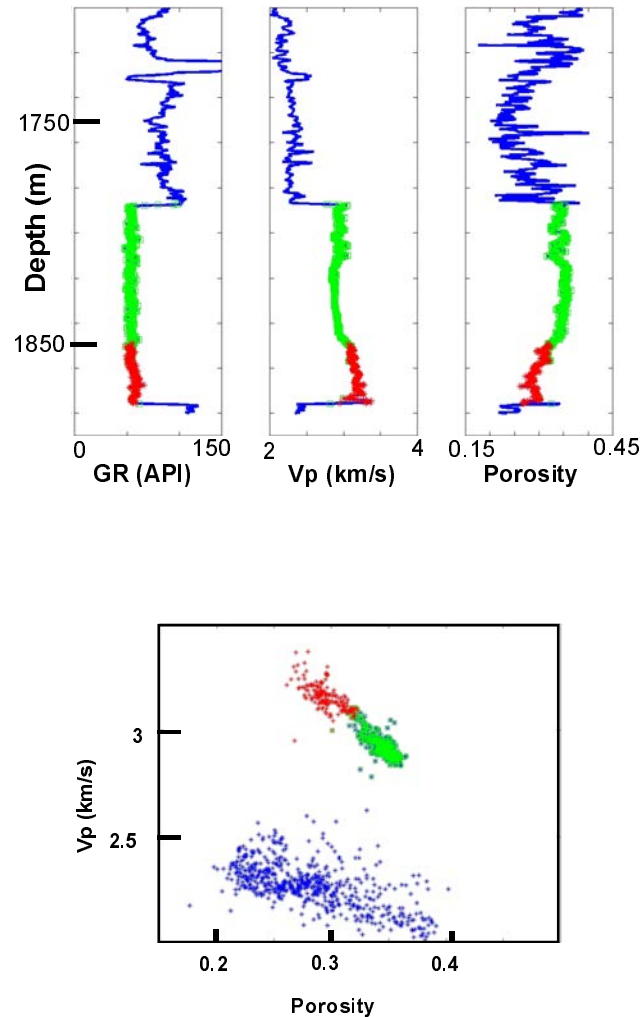 1750
Depth (m)
1850
0 150 2 4 0.15 0.45
GR (API) Vp (km/s) Porosity
3
Vp (km/s)
2.5
0.2 0.3 0.4
Porosity